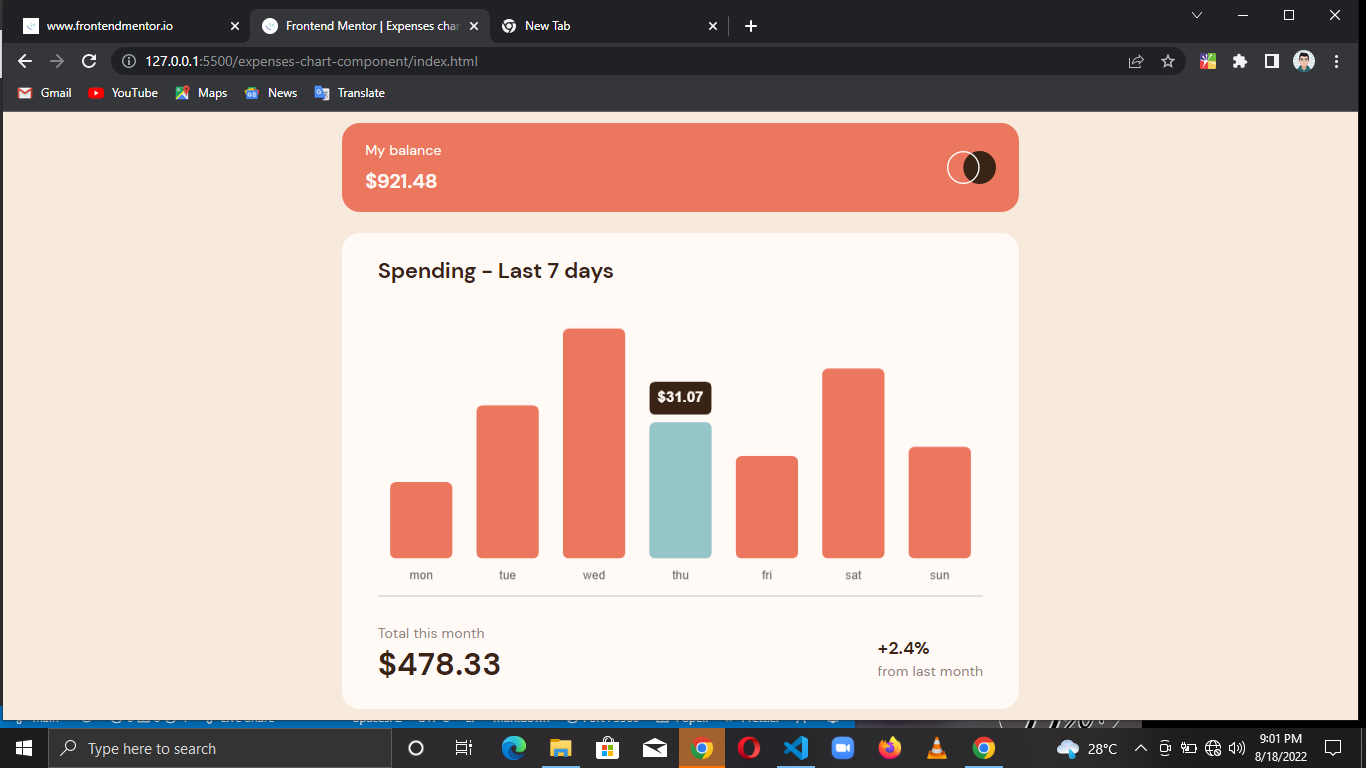 www.frontendmentor.io
Frontend Mentor | Expenses char
New Tab
127.0.0.1:5500/expenses-chart-component/index.html
Gmail YouTube Maps News Translate
My balance
$921.48
Spending - Last 7 days
$31.07
mon tue wed thu fri sat sun
Total this month
$478.33
+2.4%
from last month
Type here to search
28°C
9:01 PM
8/18/2022